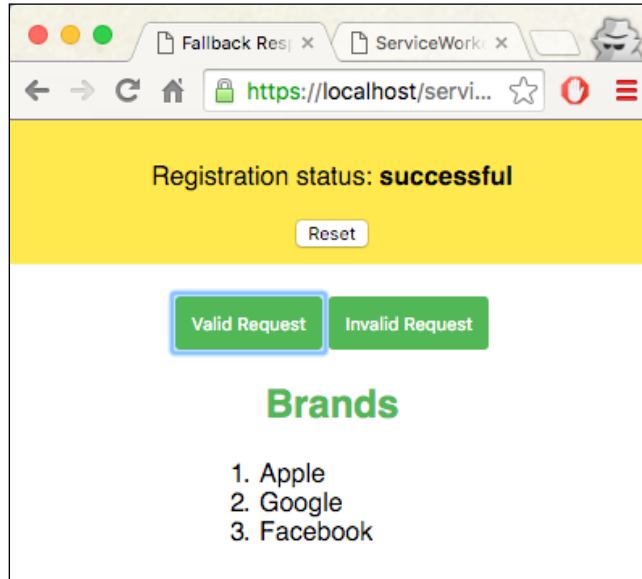 Fallback Res
ServiceWork
https://localhost/servi...
Registration status: successful
Reset
Valid Request
Invalid Request
Brands
1. Apple
2. Google
3. Facebook